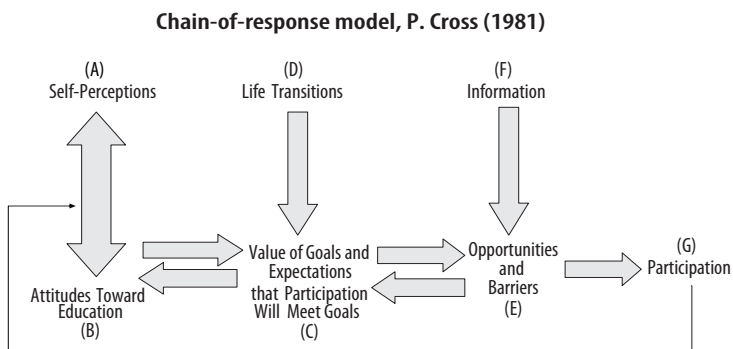 Chain-of-response model, P. Cross (1981)
(A)
Self-Perceptions
(D)
Life Transitions
(F)
Information
Attitudes Toward
Education
(B)
Value of Goals and
Expectations
that Participation
Will Meet Goals
(C)
Opportunities
and
Barriers
(E)
(G)
Participation